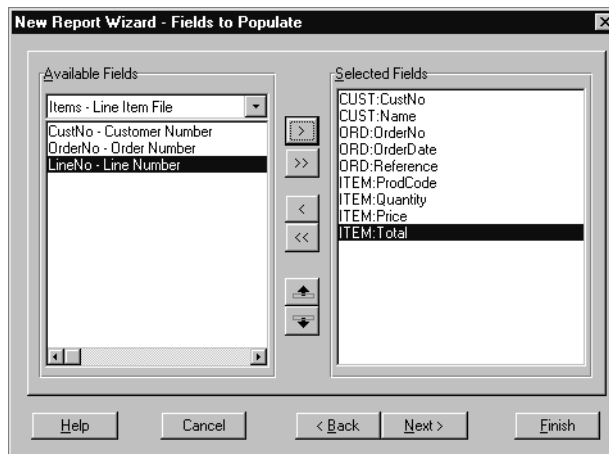 New Report Wizard - Fields to Populate
Available Fields
Items - Line Item File
CustNo - Customer Number
OrderNo - Order Number
LineNo - Line Number
>
>>
<
<<
Selected Fields
CUST:CustNo
CUST:Name
ORD:OrderNo
ORD:OrderDate
ORD:Reference
ITEM:ProdCode
ITEM:Quantity
ITEM:Price
ITEM:Total
Help
Cancel
< Back
Next >
Finish